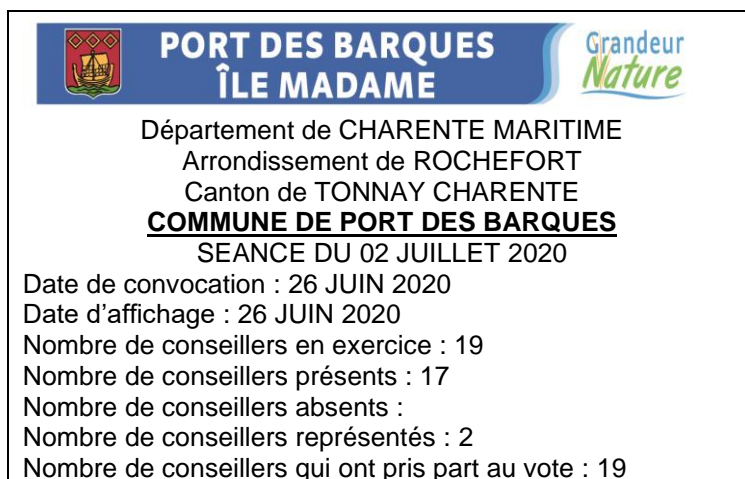 PORT DES BARQUES
ÎLE MADAME
Grandeur
Nature
Département de CHARENTE MARITIME
Arrondissement de ROCHEFORT
Canton de TONNAY CHARENTE
COMMUNE DE PORT DES BARQUES
SEANCE DU 02 JUILLET 2020
Date de convocation : 26 JUIN 2020
Date d'affichage : 26 JUIN 2020
Nombre de conseillers en exercice : 19
Nombre de conseillers présents : 17
Nombre de conseillers absents :
Nombre de conseillers représentés : 2
Nombre de conseillers qui ont pris part au vote : 19